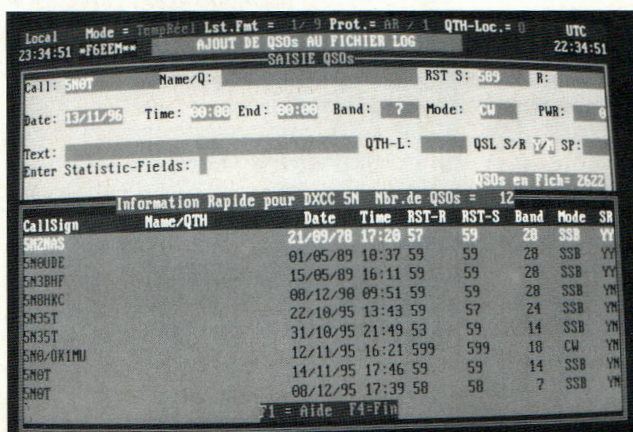 Local Mode = TempRéel Lst.Fmt = 1/ 9 Prot.= AR / 1 QTH-Loc.= 0 UTC
23:34:51 *F6EEM** AJOUT DE QSOs AU FICHIER LOG 22:34:51
SAISIE QSOs
Call: 5N0T Name/Q: RST S: 589 R:
Date: 13/11/96 Time: 00:00 End: 00:00 Band: 7 Mode: CW PWR: 0
Text: QTH-L: QSL S/R Y/N SP:
Enter Statistic-Fields:
QSOs en Fich= 2622
Information Rapide pour DXCC 5N Nbr.de QSOs = 12
CallSign Name/QTH Date Time RST-R RST-S Band Mode SR
5N2NAS 21/09/78 17:20 57 59 28 SSB YY
5N0UDE 01/05/89 10:37 59 59 28 SSB YY
5N3BHF 15/05/89 16:11 59 59 28 SSB YY
5N8HKC 08/12/90 09:51 59 59 28 SSB YN
5N35T 22/10/95 13:43 59 57 24 SSB YN
5N35T 31/10/95 21:49 53 59 14 SSB YN
5N0/OK1MU 12/11/95 16:21 599 599 18 CW YN
5N0T 14/11/95 17:46 59 59 14 SSB YN
5N0T 08/12/95 17:39 58 58 7 SSB YN
F1 = Aide F4=Fin